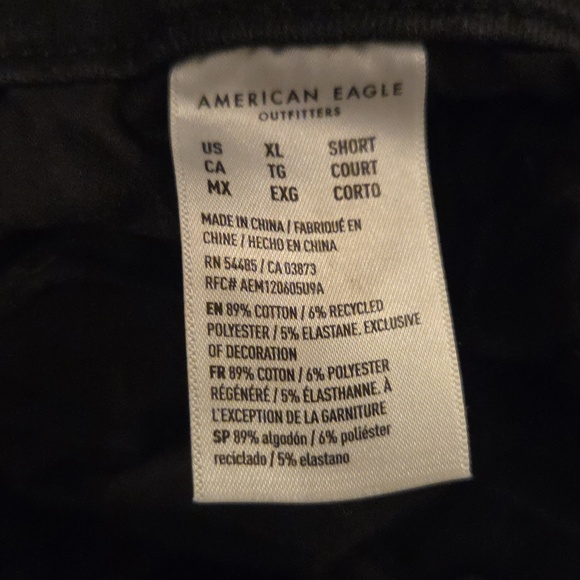 AMERICAN EAGLE
OUTFITTERS
US XL SHORT
CA TG COURT
MX EXG CORTO
MADE IN CHINA / FABRIQUÉ EN
CHINE / HECHO EN CHINA
RN 54485 / CA 03873
RFC# AEM120605U9A
EN 89% COTTON / 6% RECYCLED
POLYESTER / 5% ELASTANE. EXCLUSIVE
OF DECORATION
FR 89% COTON / 6% POLYESTER
RÉGÉNÉRÉ / 5% ÉLASTHANNE. À
L'EXCEPTION DE LA GARNITURE
SP 89% algodón / 6% poliéster
reciclado / 5% elastano